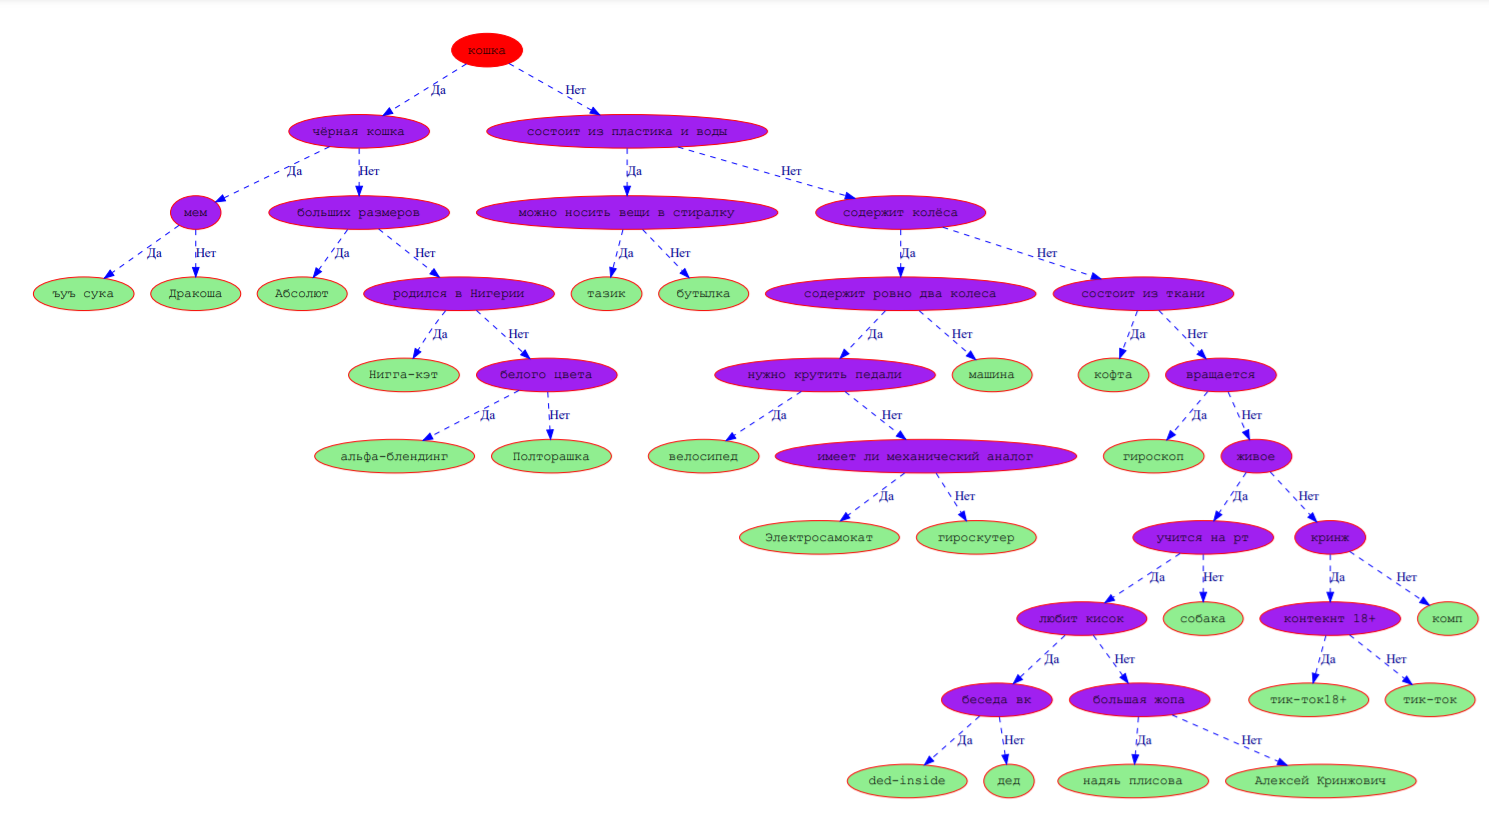 кошка
Да
Нет
чёрная кошка
состоит из пластика и воды
Да
Нет
Да
Нет
мем
больших размеров
можно носить вещи в стиралку
содержит колёса
Да
Нет
Да
Нет
Да
Нет
Да
Нет
ъуъ сука
Дракоша
Абсолют
родился в Нигерии
тазик
бутылка
содержит ровно два колеса
состоит из ткани
Да
Нет
Да
Нет
Да
Нет
Нигга-кэт
белого цвета
нужно крутить педали
машина
кофта
вращается
Да
Нет
Да
Нет
Да
Нет
альфа-блендинг
Полторашка
велосипед
имеет ли механический аналог
гироскоп
живое
Да
Нет
Да
Нет
Электросамокат
гироскутер
учится на рт
кринж
Да
Нет
Да
Нет
любит кисок
собака
контекнт 18+
комп
Да
Нет
Да
Нет
беседа вк
большая жопа
тик-ток18+
тик-ток
Да
Нет
Да
Нет
ded-inside
дед
надяь плисова
Алексей Кринжович